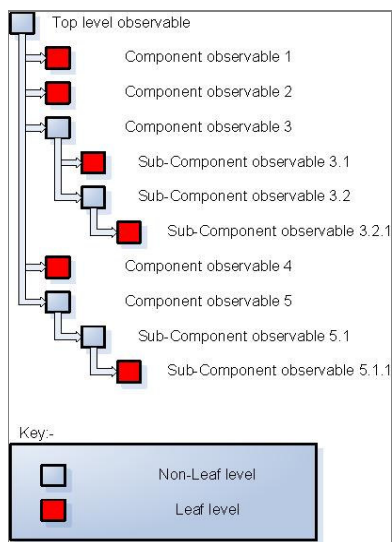 Top level observable
Component observable 1
Component observable 2
Component observable 3
Sub-Component observable 3.1
Sub-Component observable 3.2
Sub-Component observable 3.2.1
Component observable 4
Component observable 5
Sub-Component observable 5.1
Sub-Component observable 5.1.1
Key:-
Non-Leaf level
Leaf level